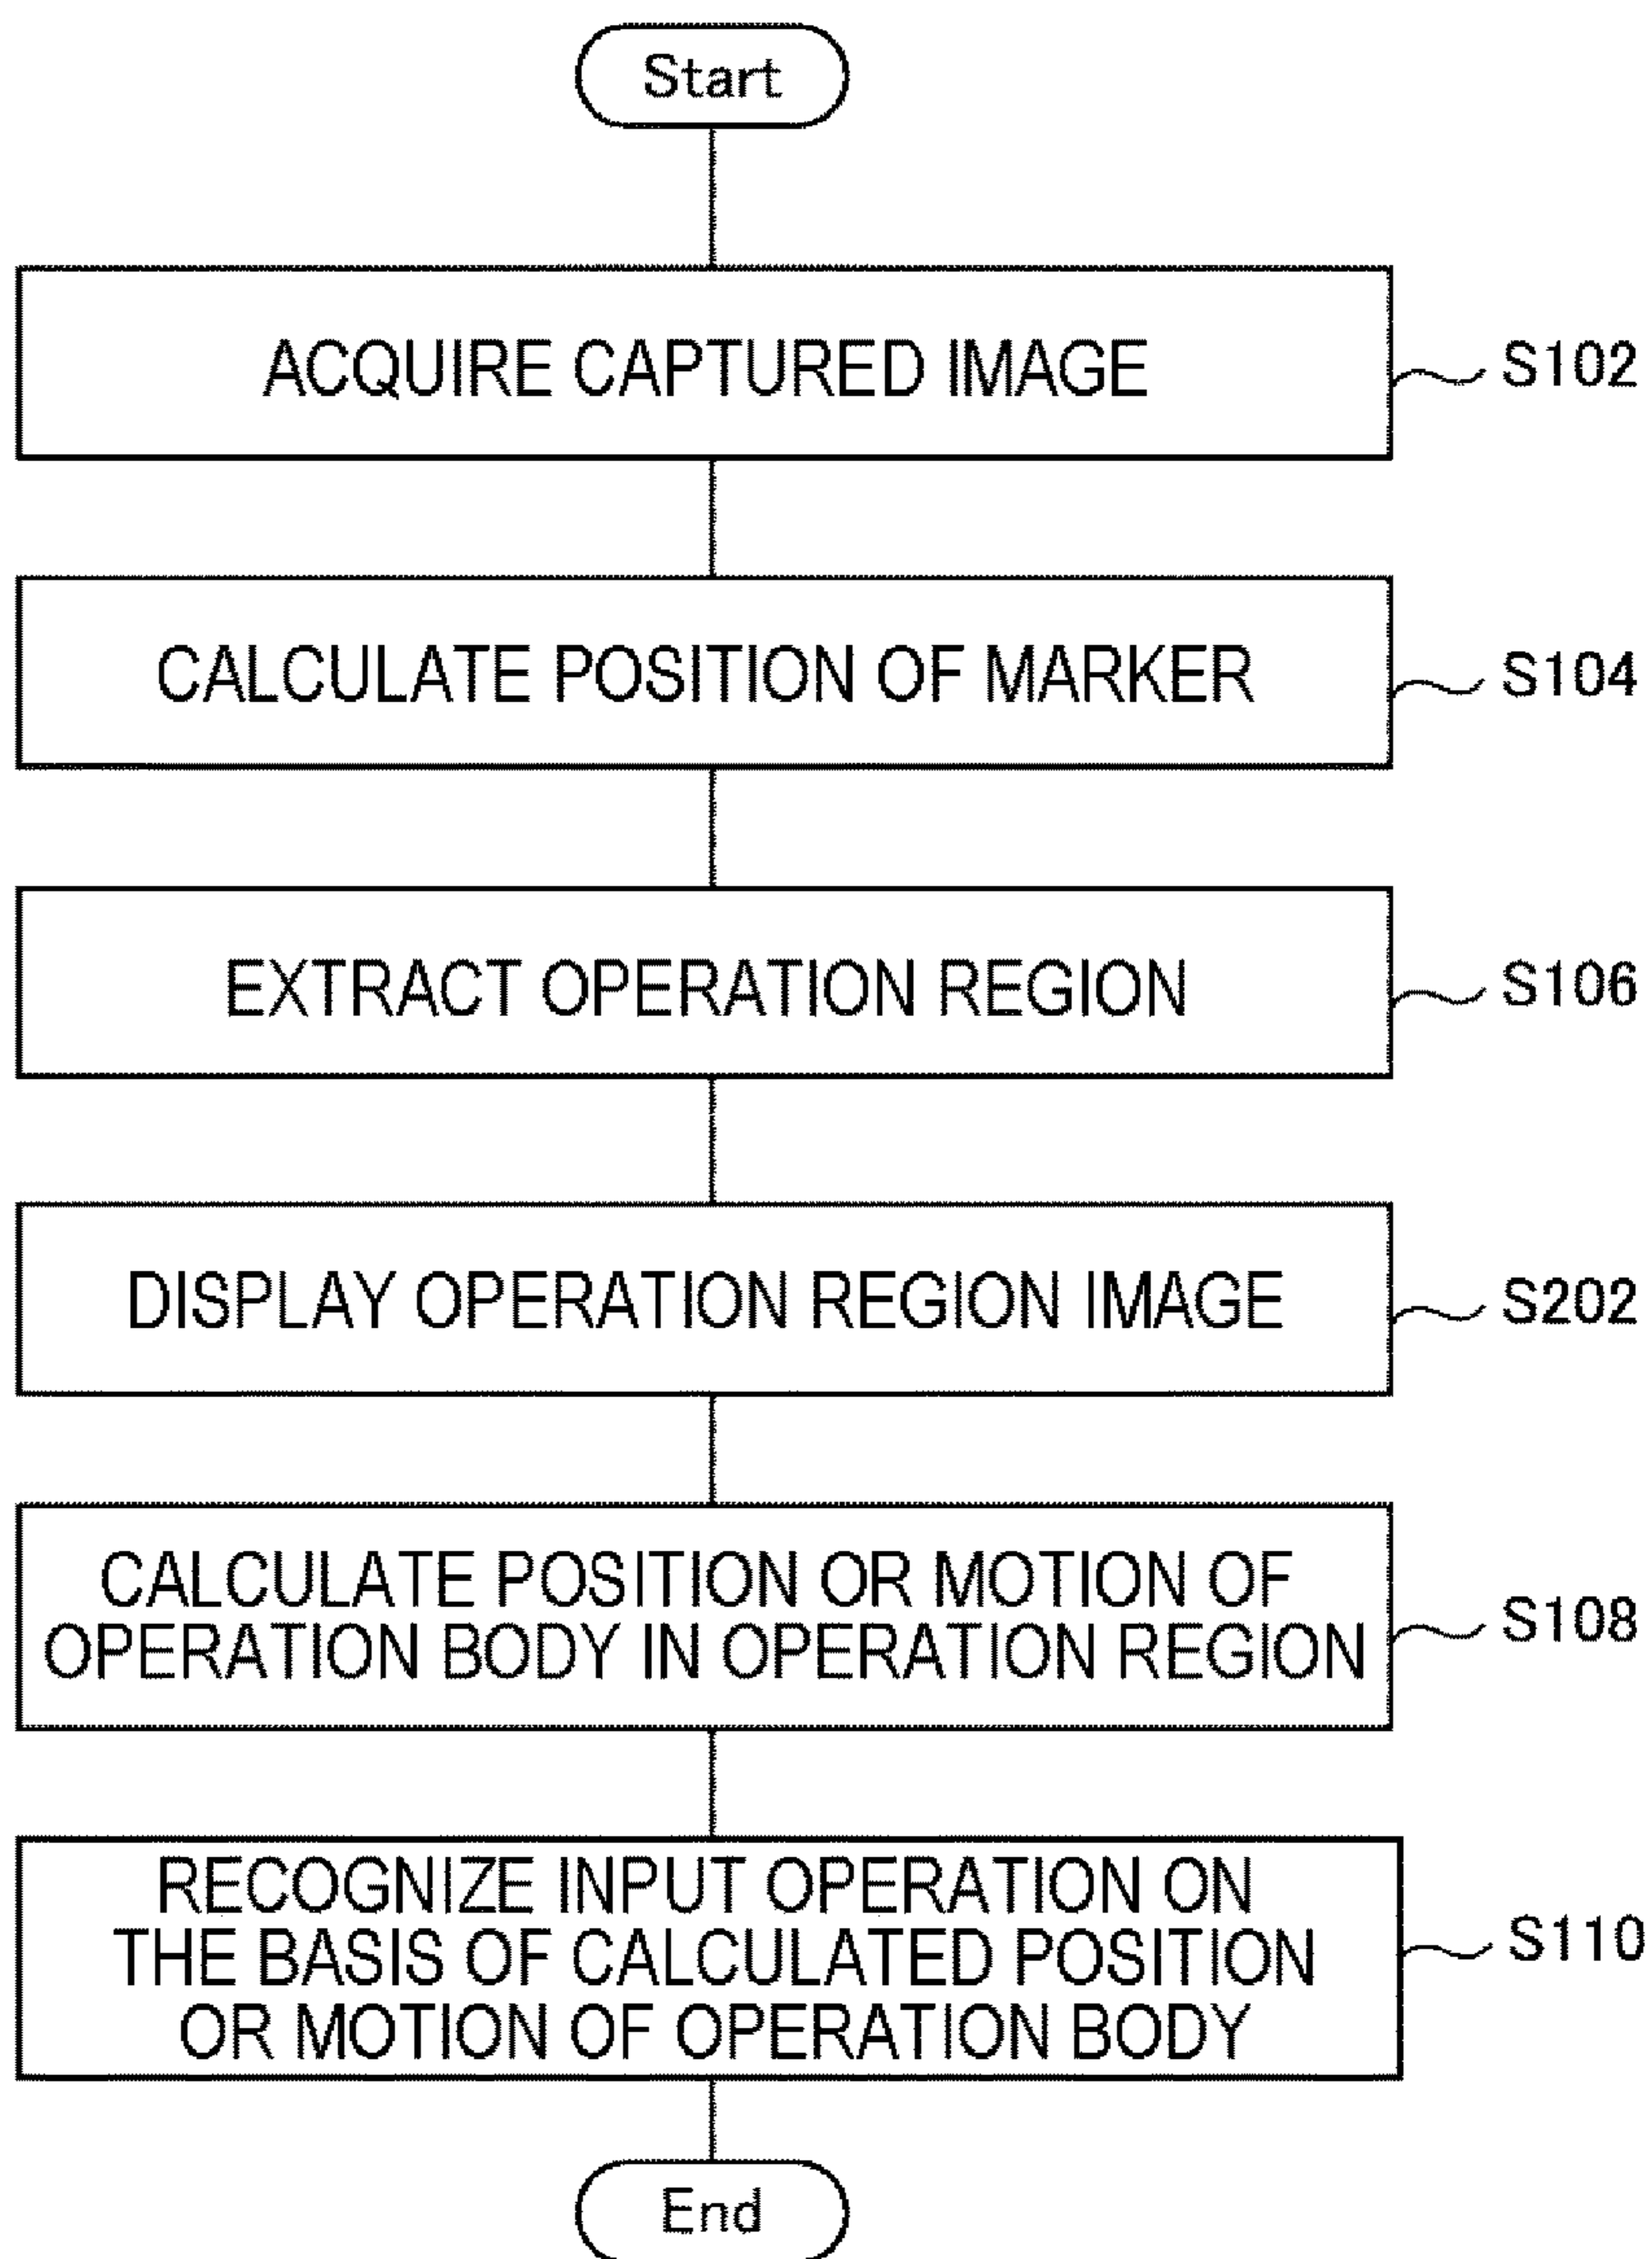 Start
ACQUIRE CAPTURED IMAGE
S102
CALCULATE POSITION OF MARKER
S104
EXTRACT OPERATION REGION
S106
DISPLAY OPERATION REGION IMAGE
S202
CALCULATE POSITION OR MOTION OF
OPERATION BODY IN OPERATION REGION
S108
RECOGNIZE INPUT OPERATION ON
THE BASIS OF CALCULATED POSITION
OR MOTION OF OPERATION BODY
S110
End